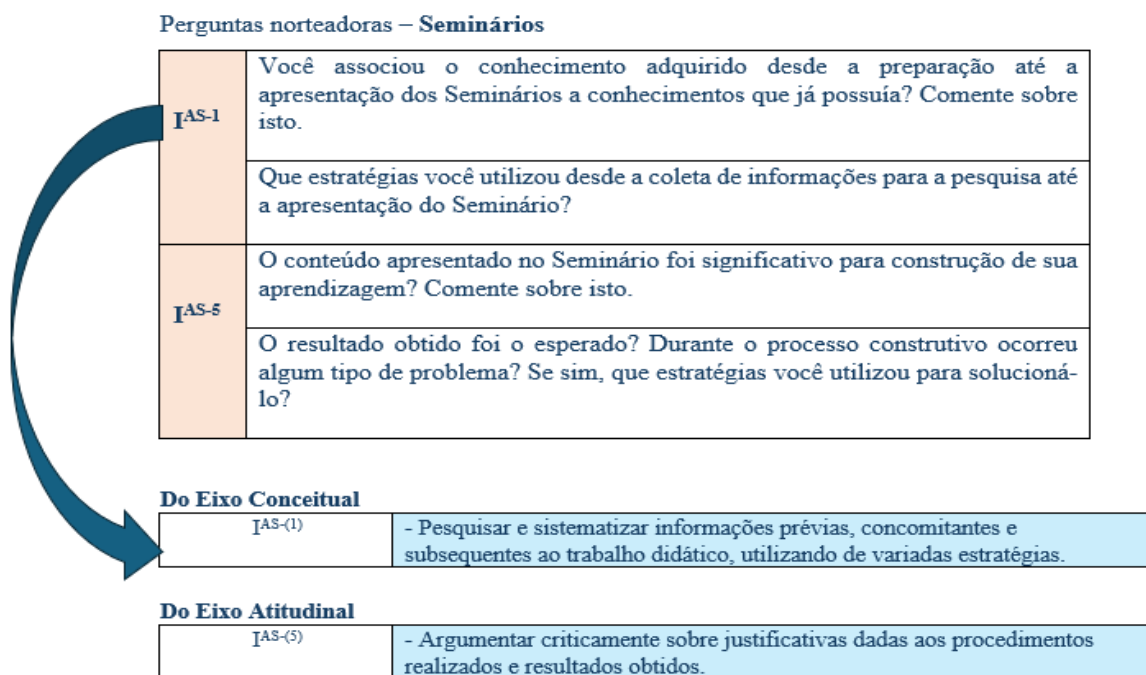 Perguntas norteadoras – Seminários
Você associou o conhecimento adquirido desde a preparação até a
apresentação dos Seminários a conhecimentos que já possuía? Comente sobre
isto.
I^AS-1
Que estratégias você utilizou desde a coleta de informações para a pesquisa até
a apresentação do Seminário?
O conteúdo apresentado no Seminário foi significativo para construção de sua
aprendizagem? Comente sobre isto.
I^AS-5
O resultado obtido foi o esperado? Durante o processo construtivo ocorreu
algum tipo de problema? Se sim, que estratégias você utilizou para solucioná-
lo?
Do Eixo Conceitual
I^AS-(1)
- Pesquisar e sistematizar informações prévias, concomitantes e
subsequentes ao trabalho didático, utilizando de variadas estratégias.
Do Eixo Atitudinal
I^AS-(5)
- Argumentar criticamente sobre justificativas dadas aos procedimentos
realizados e resultados obtidos.